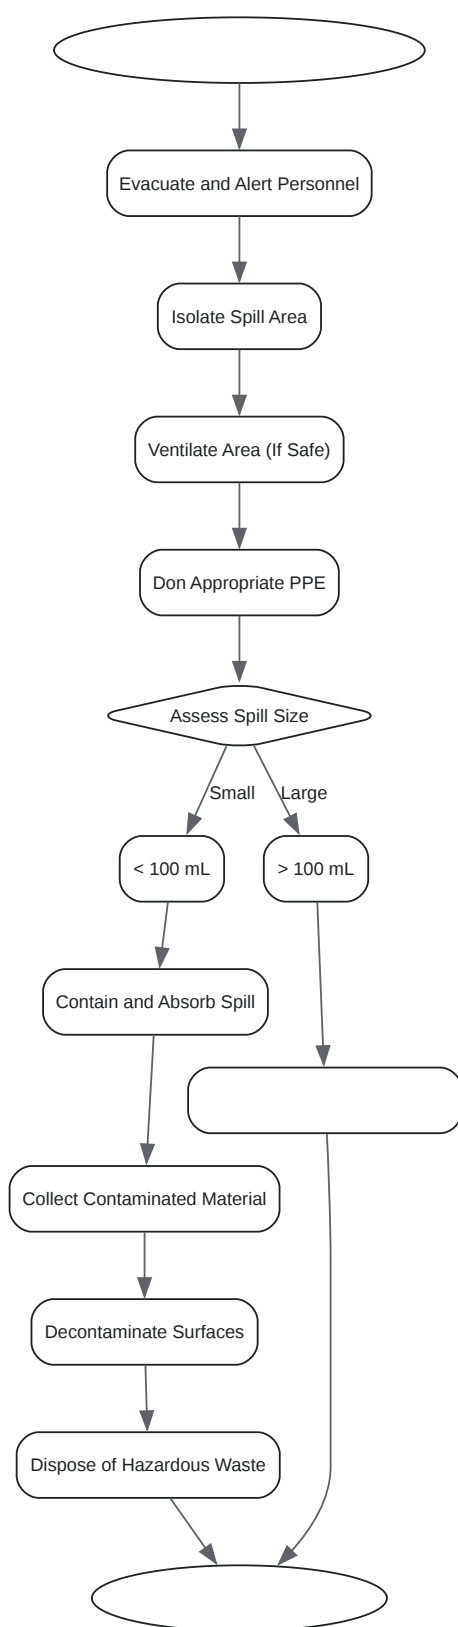 Evacuate and Alert Personnel
Isolate Spill Area
Ventilate Area (If Safe)
Don Appropriate PPE
Assess Spill Size
Small
Large
< 100 mL
> 100 mL
Contain and Absorb Spill
Collect Contaminated Material
Decontaminate Surfaces
Dispose of Hazardous Waste